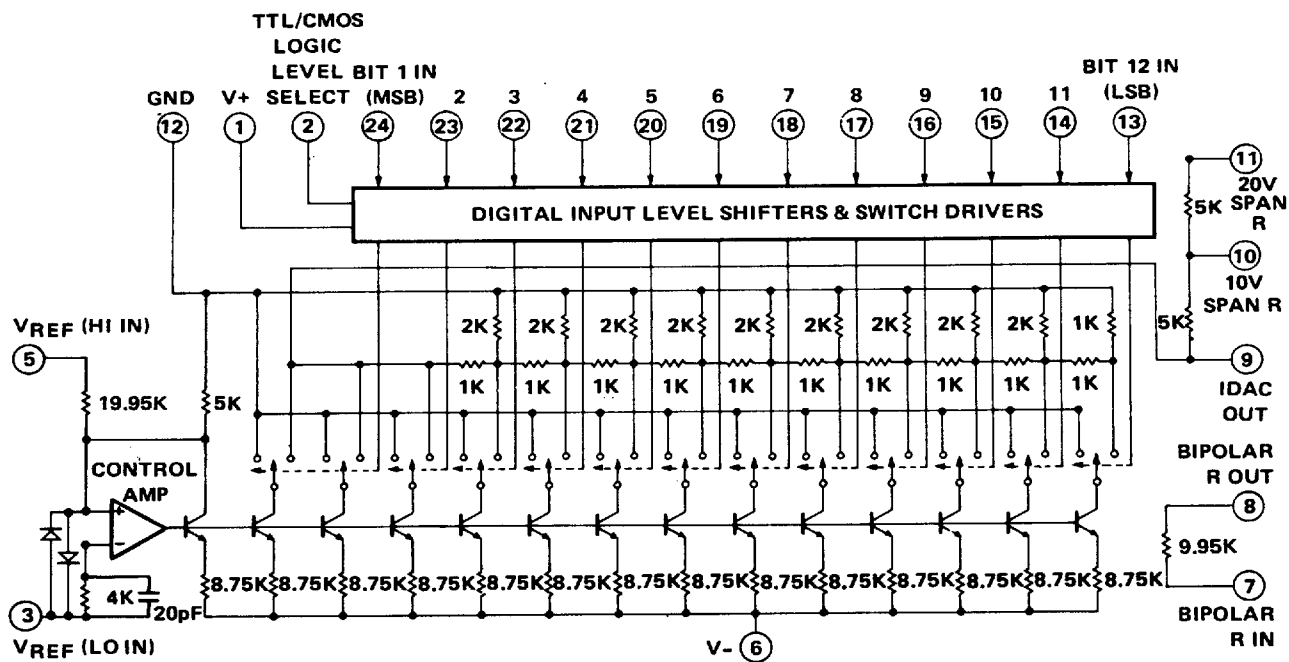 TTL/CMOS
LOGIC
LEVEL
SELECT
BIT 1 IN
(MSB)
BIT 12 IN
(LSB)
GND
V+
2
3
4
5
6
7
8
9
10
11
12
1
2
24
23
22
21
20
19
18
17
16
15
14
13
11
20V
SPAN
R
5K
DIGITAL INPUT LEVEL SHIFTERS & SWITCH DRIVERS
10
10V
SPAN R
5K
2K
2K
2K
2K
2K
2K
2K
2K
2K
1K
VREF (HI IN)
5
9
IDAC
OUT
1K
1K
1K
1K
1K
1K
1K
1K
1K
1K
19.95K
5K
CONTROL
AMP
+
−
BIPOLAR
R OUT
8
9.95K
7
BIPOLAR
R IN
8.75K
8.75K
8.75K
8.75K
8.75K
8.75K
8.75K
8.75K
8.75K
8.75K
8.75K
8.75K
8.75K
8.75K
4K
20pF
3
VREF (LO IN)
V−
6